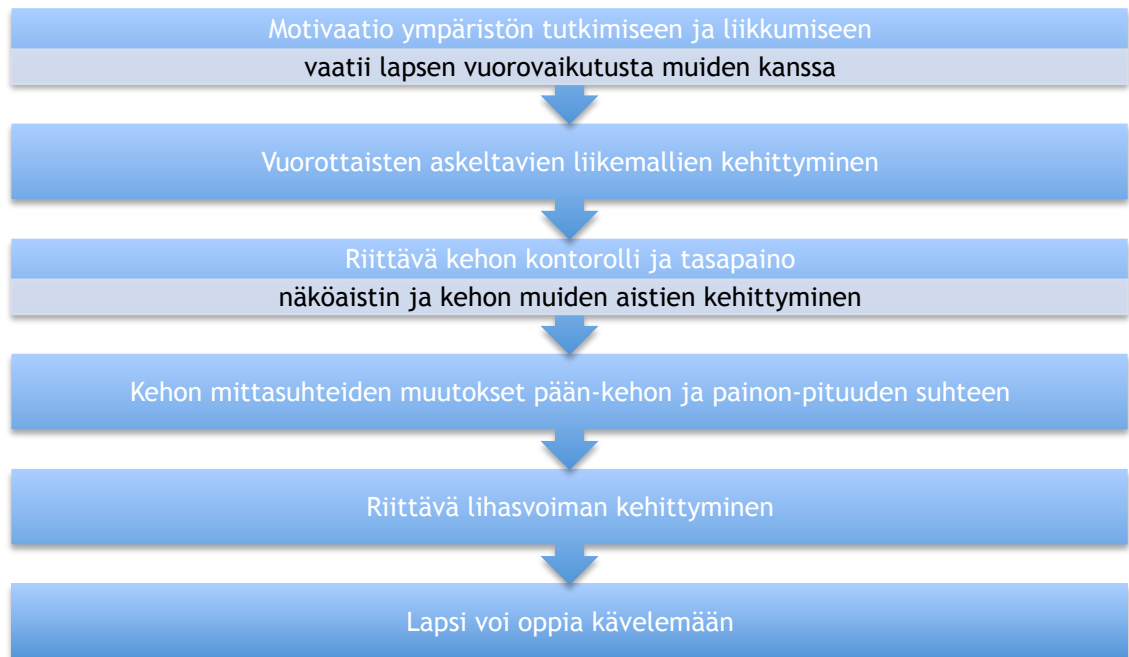 Motivaatio ympäristön tutkimiseen ja liikkumiseen
vaatii lapsen vuorovaikutusta muiden kanssa
Vuorottaisten askeltavien liikemallien kehittyminen
Riittävä kehon kontorolli ja tasapaino
näköaistin ja kehon muiden aistien kehittyminen
Kehon mittasuhteiden muutokset pään-kehon ja painon-pituuden suhteen
Riittävä lihasvoiman kehittyminen
Lapsi voi oppia kävelemään